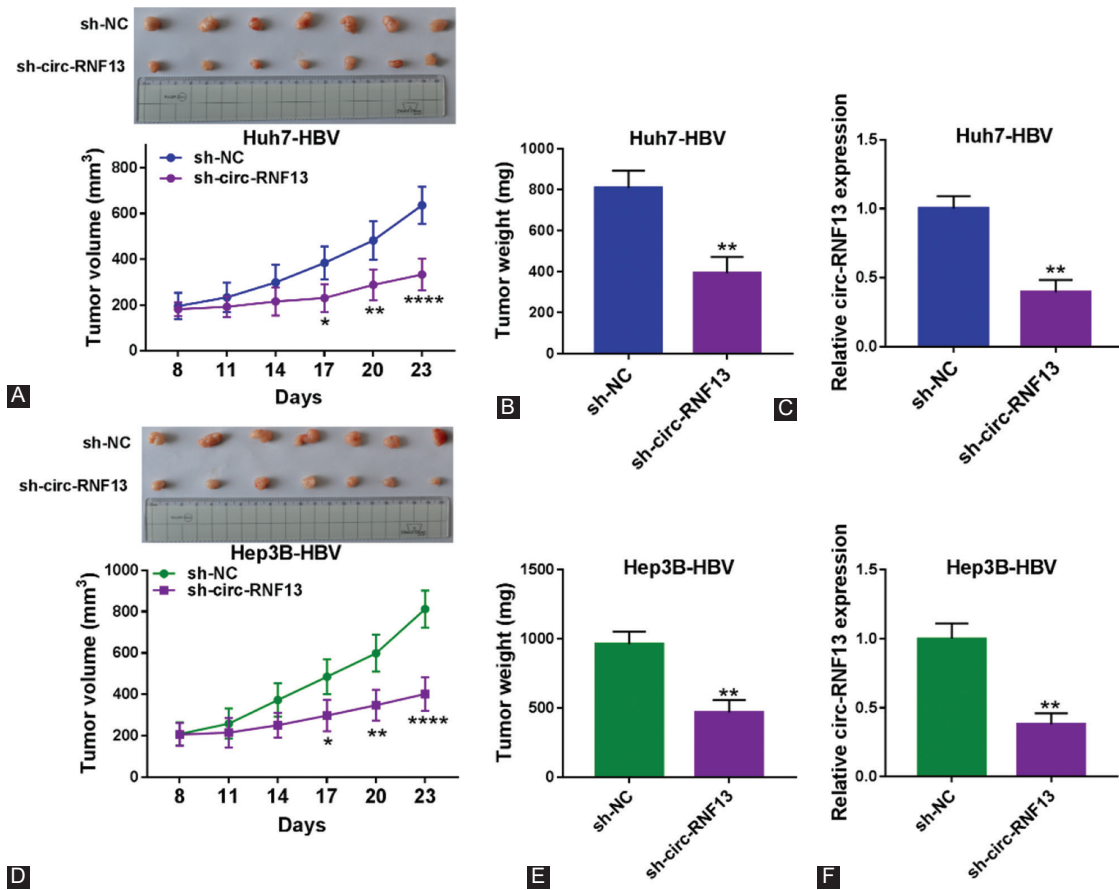 sh-NC
sh-circ-RNF13
Huh7-HBV
sh-NC
sh-circ-RNF13
Tumor volume (mm3)
800
600
400
200
0
* ** ****
8 11 14 17 20 23
Days
A
Huh7-HBV
Tumor weight (mg)
1000
800
600
400
200
0
**
sh-NC
sh-circ-RNF13
B
Huh7-HBV
Relative circ-RNF13 expression
1.5
1.0
0.5
0.0
**
sh-NC
sh-circ-RNF13
C
sh-NC
sh-circ-RNF13
Hep3B-HBV
sh-NC
sh-circ-RNF13
Tumor volume (mm3)
1000
800
600
400
200
0
* ** ****
8 11 14 17 20 23
Days
D
Hep3B-HBV
Tumor weight (mg)
1500
1000
500
0
**
sh-NC
sh-circ-RNF13
E
Hep3B-HBV
Relative circ-RNF13 expression
1.5
1.0
0.5
0.0
**
sh-NC
sh-circ-RNF13
F